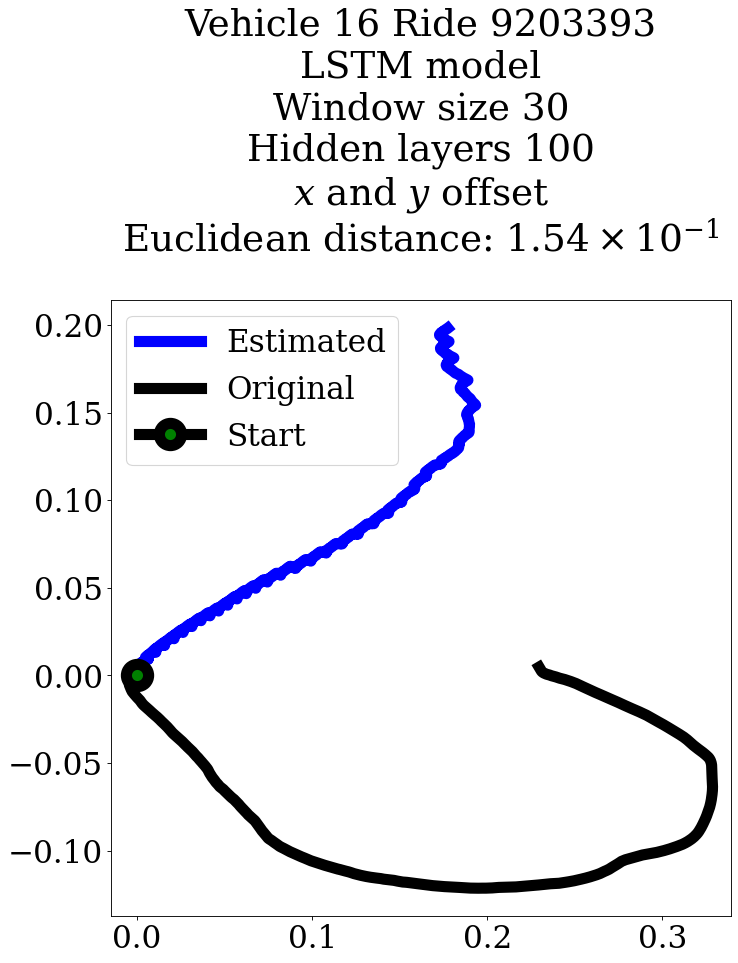 Vehicle 16 Ride 9203393
LSTM model
Window size 30
Hidden layers 100
x and y offset
Euclidean distance: 1.54 × 10⁻¹
Estimated
Original
Start
0.20
0.15
0.10
0.05
0.00
−0.05
−0.10
0.0 0.1 0.2 0.3